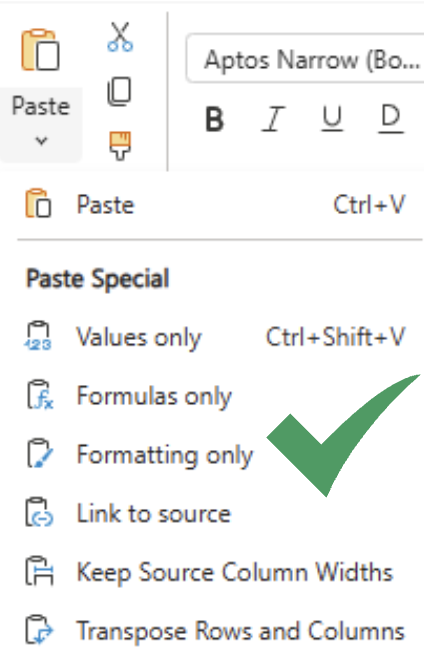 Paste
Aptos Narrow (Bo...
B I U D
Paste Ctrl+V
Paste Special
Values only Ctrl+Shift+V
Formulas only
Formatting only
Link to source
Keep Source Column Widths
Transpose Rows and Columns